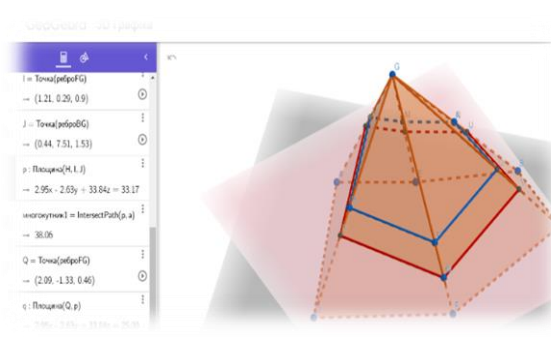 I = Точка(реброFG)
→ (1.21, 0.29, 0.9)
J = Точка(реброBG)
→ (0.44, 7.51, 1.53)
p : Площина(H, I, J)
→ 2.95x - 2.63y + 33.84z = 33.17
многокутник1 = IntersectPath(p, a)
→ 38.06
Q = Точка(реброFG)
→ (2.09, -1.33, 0.46)
q : Площина(Q, p)
G